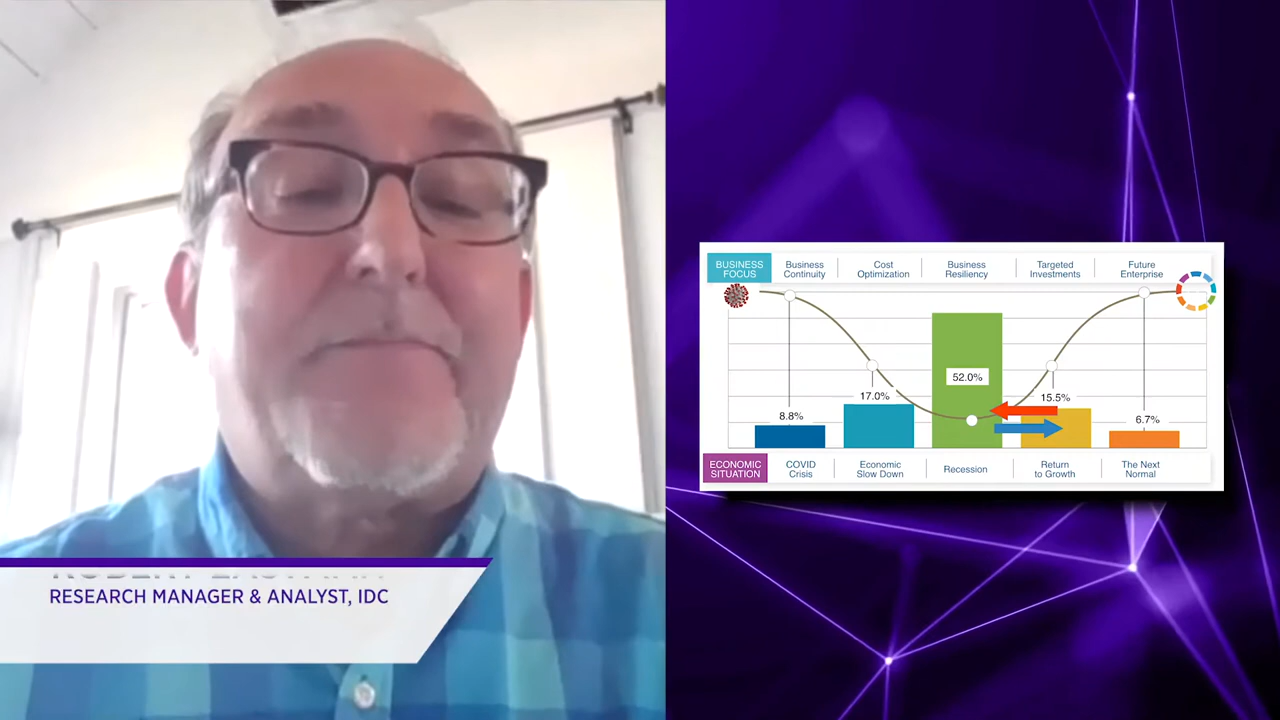 RESEARCH MANAGER & ANALYST, IDC
BUSINESS
FOCUS
Business
Continuity
Cost
Optimization
Business
Resiliency
Targeted
Investments
Future
Enterprise
8.8%
17.0%
52.0%
15.5%
6.7%
ECONOMIC
SITUATION
COVID
Crisis
Economic
Slow Down
Recession
Return
to Growth
The Next
Normal